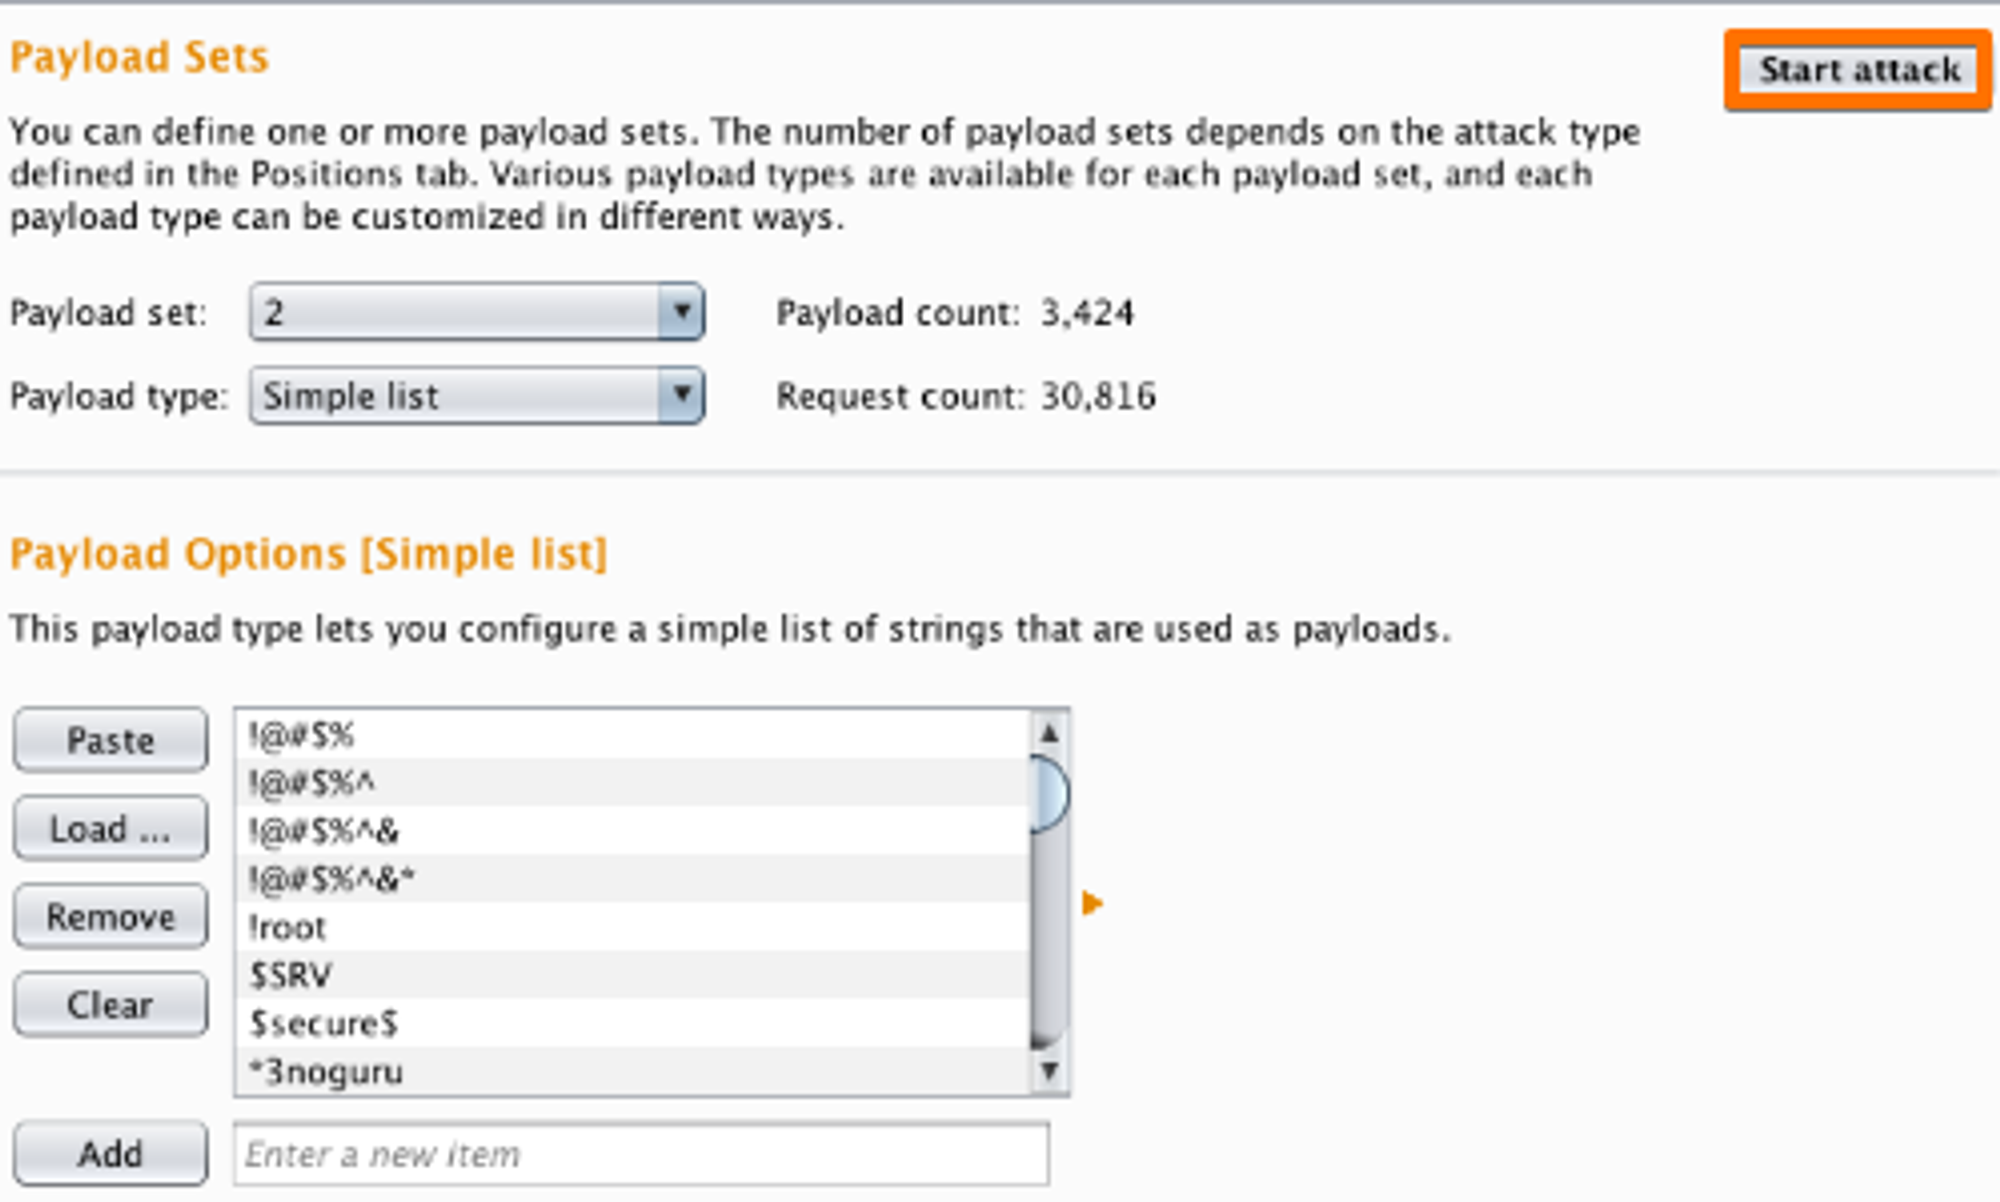 Payload Sets
Start attack
You can define one or more payload sets. The number of payload sets depends on the attack type
defined in the Positions tab. Various payload types are available for each payload set, and each
payload type can be customized in different ways.
Payload set: 2 Payload count: 3,424
Payload type: Simple list Request count: 30,816
Payload Options [Simple list]
This payload type lets you configure a simple list of strings that are used as payloads.
Paste
Load ...
Remove
Clear
!@#$%
!@#$%^
!@#$%^&
!@#$%^&*
!root
$SRV
$secure$
*3noguru
Add
Enter a new item